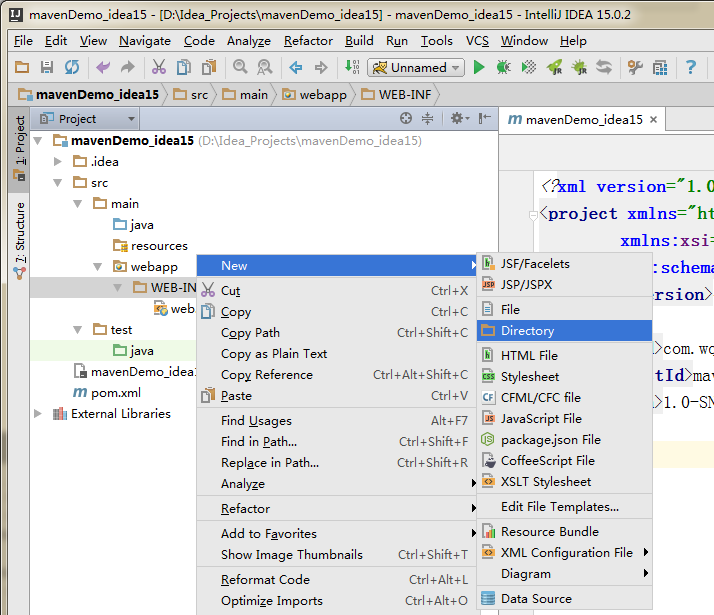 mavenDemo_idea15 - [D:\Idea_Projects\mavenDemo_idea15] - mavenDemo_idea15 - IntelliJ IDEA 15.0.2
File Edit View Navigate Code Analyze Refactor Build Run Tools VCS Window Help
Unnamed
mavenDemo_idea15 src main webapp WEB-INF
1: Project
7: Structure
Project
mavenDemo_idea15 (D:\Idea_Projects\mavenDemo_idea15)
.idea
src
main
java
resources
webapp
WEB-IN
web
test
java
mavenDemo_idea1
pom.xml
External Libraries
New
Cut Ctrl+X
Copy Ctrl+C
Copy Path Ctrl+Shift+C
Copy as Plain Text
Copy Reference Ctrl+Alt+Shift+C
Paste Ctrl+V
Find Usages Alt+F7
Find in Path... Ctrl+Shift+F
Replace in Path... Ctrl+Shift+R
Analyze
Refactor
Add to Favorites
Show Image Thumbnails Ctrl+Shift+T
Reformat Code Ctrl+Alt+L
Optimize Imports Ctrl+Alt+O
JSF/Facelets
JSP/JSPX
File
Directory
HTML File
Stylesheet
CFML/CFC file
JavaScript File
package.json File
CoffeeScript File
XSLT Stylesheet
Edit File Templates...
Resource Bundle
XML Configuration File
Diagram
Data Source
m mavenDemo_idea15
<?xml version="1.0
<project xmlns="ht
xmlns:xsi=
:schema
ersion>
>com.wo
tId>mav
>1.0-SN